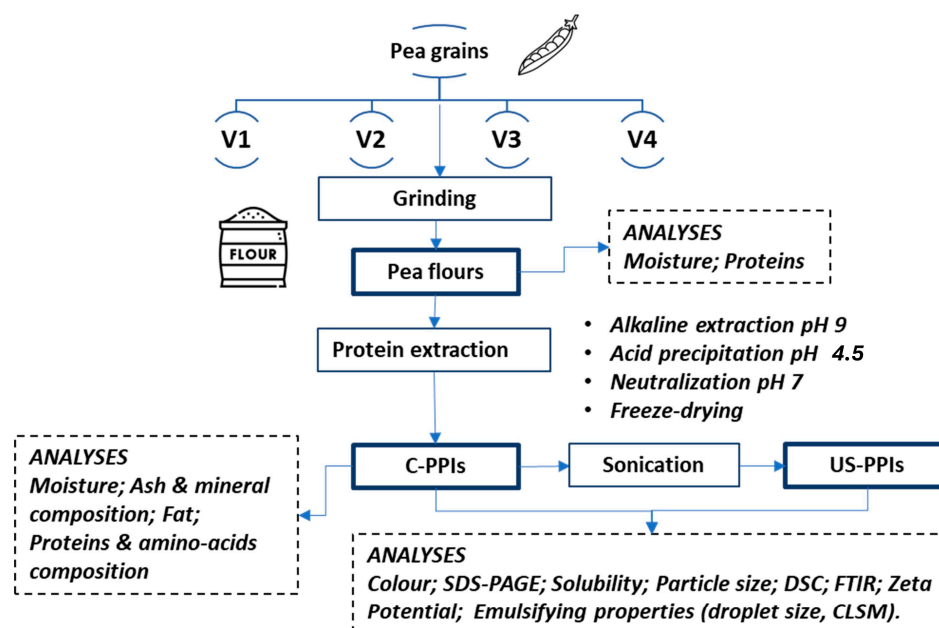 Pea grains
V1
V2
V3
V4
Grinding
FLOUR
Pea flours
ANALYSES
Moisture; Proteins
Protein extraction
• Alkaline extraction pH 9
• Acid precipitation pH 4.5
• Neutralization pH 7
• Freeze-drying
ANALYSES
Moisture; Ash & mineral
composition; Fat;
Proteins & amino-acids
composition
C-PPIs
Sonication
US-PPIs
ANALYSES
Colour; SDS-PAGE; Solubility; Particle size; DSC; FTIR; Zeta
Potential; Emulsifying properties (droplet size, CLSM).